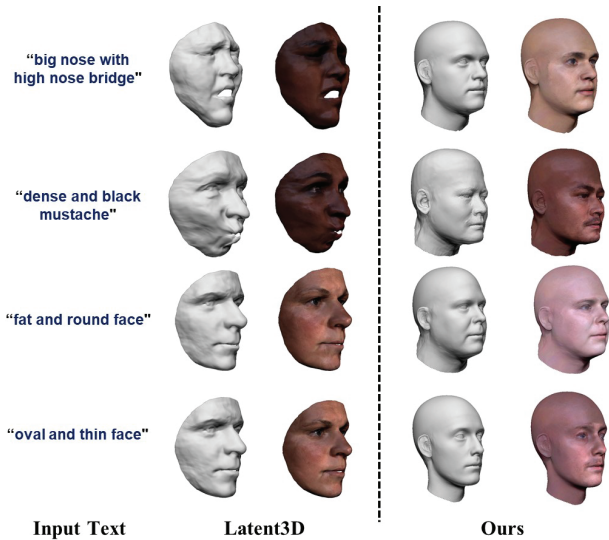 “big nose with
high nose bridge"
“dense and black
mustache"
“fat and round face"
“oval and thin face"
Input Text
Latent3D
Ours